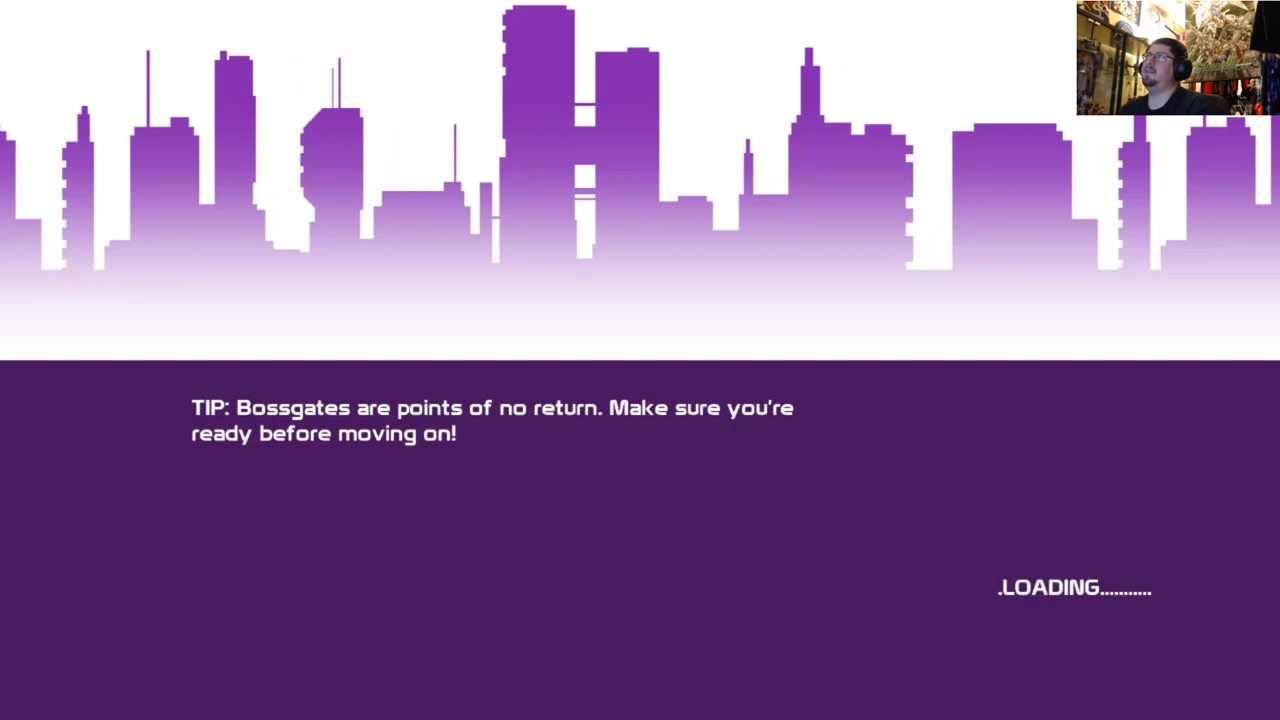 TIP: Bossgates are points of no return. Make sure you're
ready before moving on!
.LOADING...........